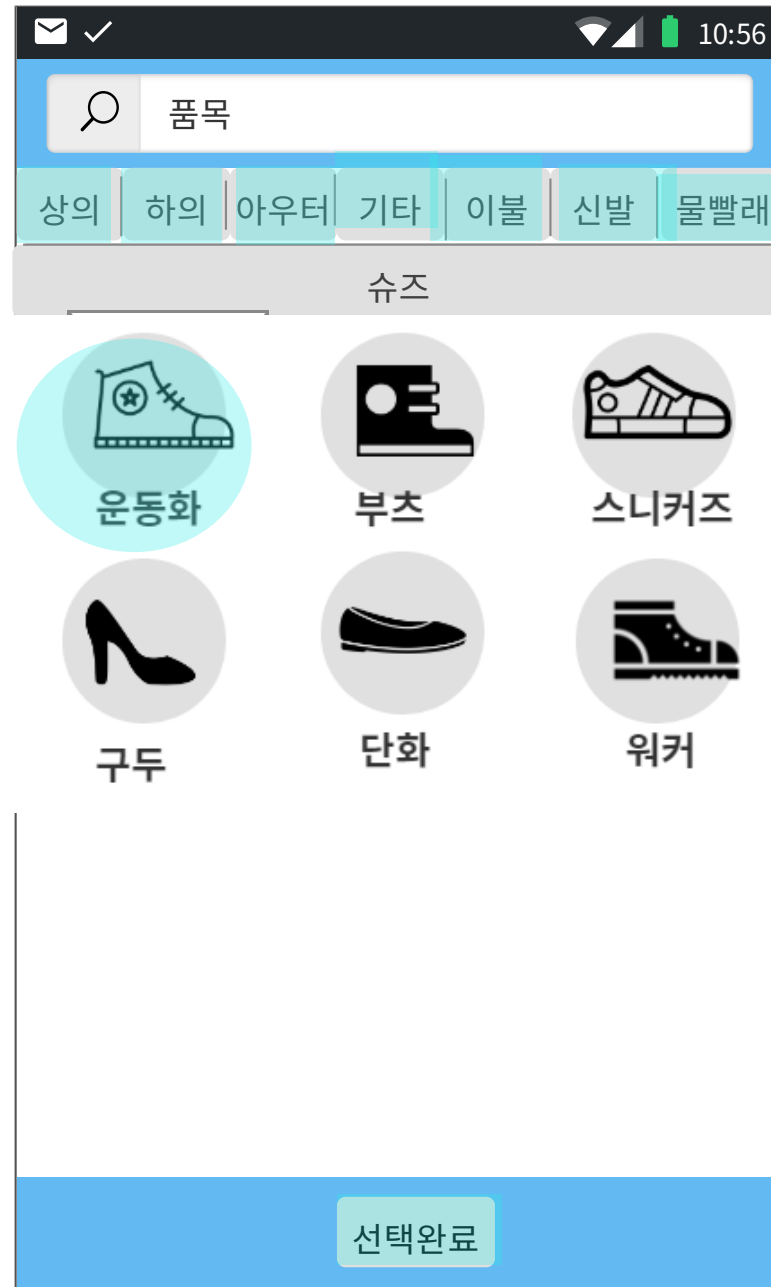 10:56
품목
상의 하의 아우터 기타 이불 신발 물빨래
슈즈
운동화 부츠 스니커즈
구두 단화 워커
선택완료